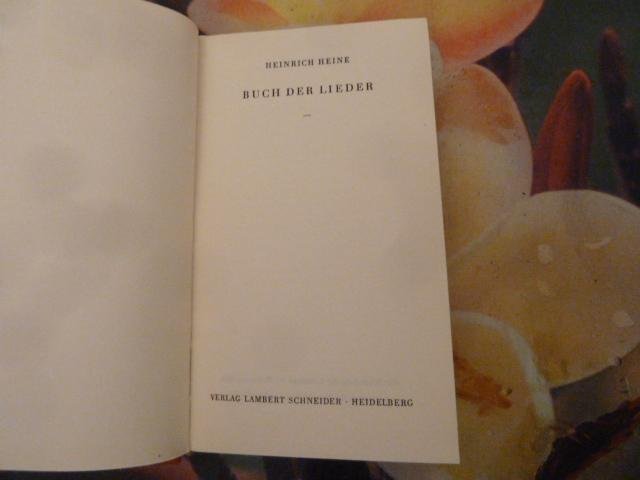 HEINRICH HEINE
BUCH DER LIEDER
VERLAG LAMBERT SCHNEIDER · HEIDELBERG